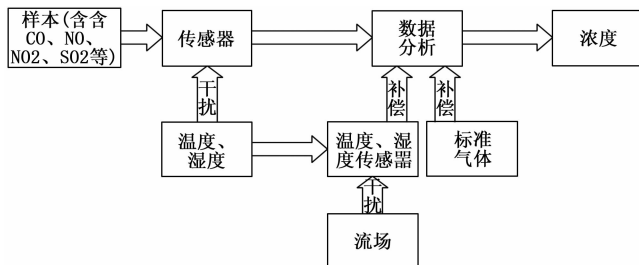 样本(含含
CO、NO、
NO2、SO2等)
传感器
数据
分析
浓度
干扰
补偿
补偿
温度、
湿度
温度、湿
度传感器
标准
气体
干扰
流场